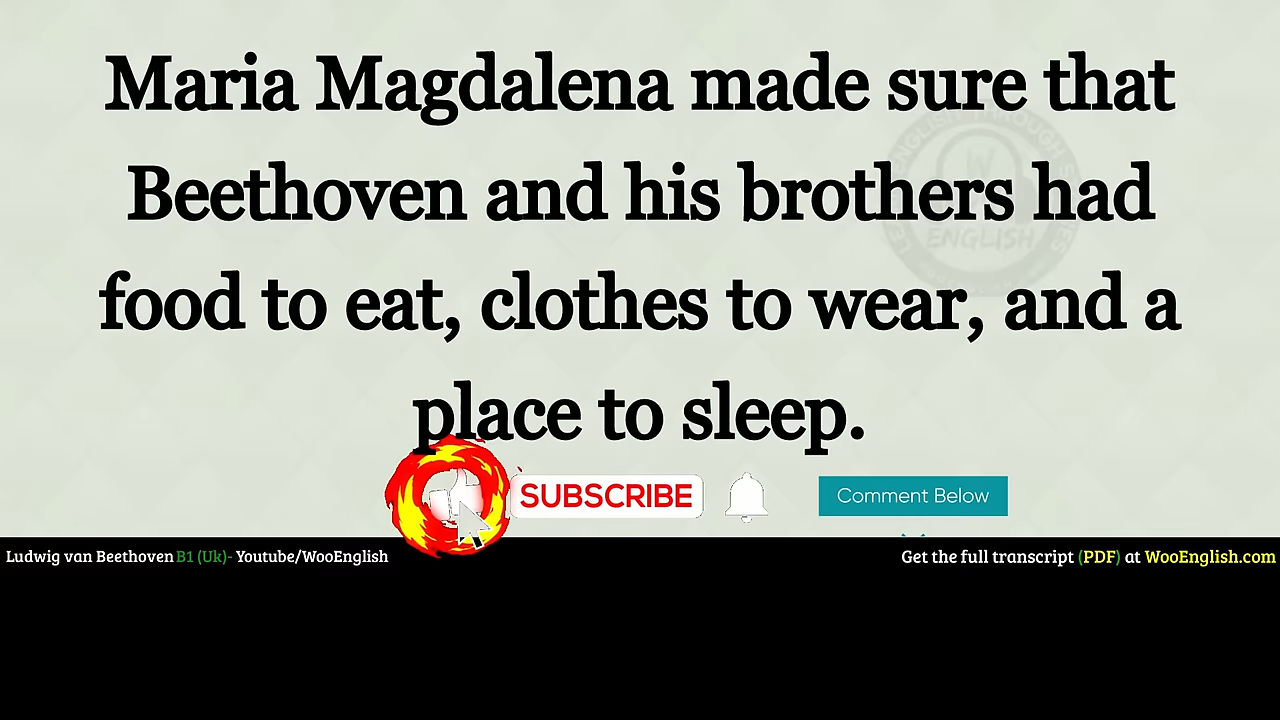 Maria Magdalena made sure that
Beethoven and his brothers had
food to eat, clothes to wear, and a
place to sleep.
ENGLISH
SUBSCRIBE
Comment Below
Ludwig van Beethoven B1 (Uk)- Youtube/WooEnglish
Get the full transcript (PDF) at WooEnglish.com